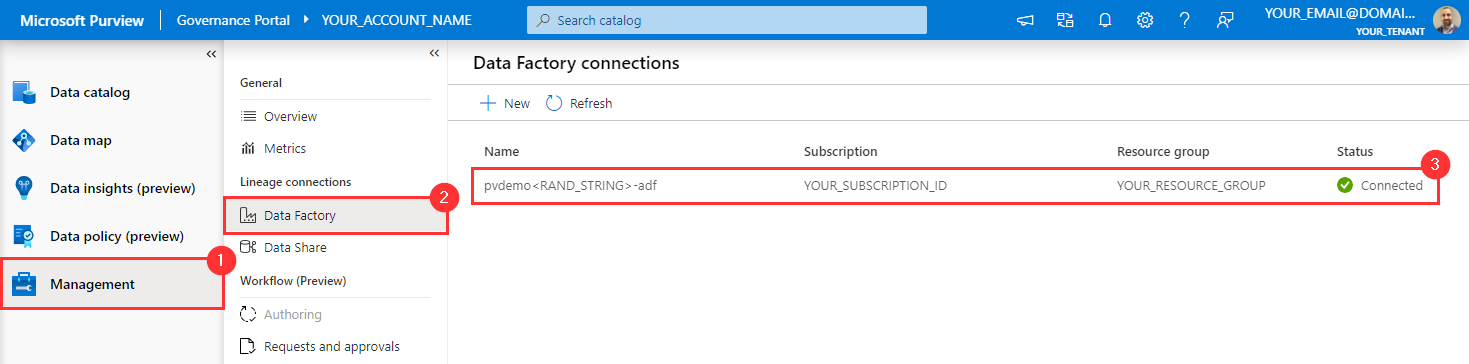 Microsoft Purview
Governance Portal
YOUR_ACCOUNT_NAME
Search catalog
YOUR_EMAIL@DOMAI...
YOUR_TENANT
Data catalog
Data map
Data insights (preview)
Data policy (preview)
Management
1
General
Overview
Metrics
Lineage connections
Data Factory
2
Data Share
Workflow (Preview)
Authoring
Requests and approvals
Data Factory connections
New
Refresh
Name Subscription Resource group Status
pvdemo<RAND_STRING>-adf YOUR_SUBSCRIPTION_ID YOUR_RESOURCE_GROUP Connected
3